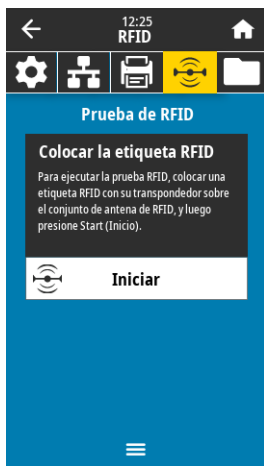 12:25
RFID
Prueba de RFID
Colocar la etiqueta RFID
Para ejecutar la prueba RFID, colocar una
etiqueta RFID con su transpondedor sobre
el conjunto de antena de RFID, y luego
presione Start (Inicio).
Iniciar